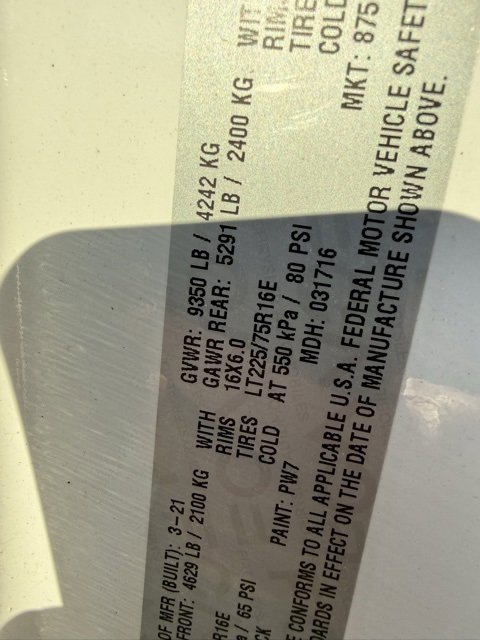 OF MFR (BUILT): 3-21 GVWR: 9350 LB / 4242 KG
FRONT: 4629 LB / 2100 KG WITH GAWR REAR: 5291 LB / 2400 KG WITH
RIMS 16X6.0 RIMS
R16E TIRES LT225/75R16E TIRE
/ 65 PSI COLD AT 550 kPa / 80 PSI COLD
PAINT: PW7 MDH: 031716 MKT: 875
E CONFORMS TO ALL APPLICABLE U.S.A. FEDERAL MOTOR VEHICLE SAFET
ARDS IN EFFECT ON THE DATE OF MANUFACTURE SHOWN ABOVE.